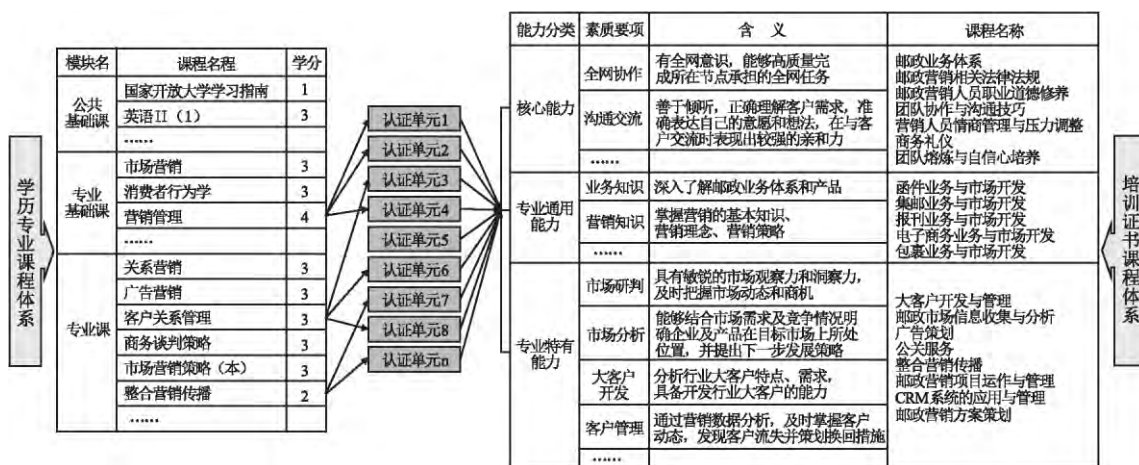 学历专业课程体系
模块名 课程名程 学分
公共
基础课
国家开放大学学习指南 1
英语Ⅱ（1） 3
……
专业
基础课
市场营销 3
消费者行为学 3
营销管理 4
……
专业课
关系营销 3
广告营销 3
客户关系管理 3
商务谈判策略 3
市场营销策略（本） 3
整合营销传播 2
……
认证单元1
认证单元2
认证单元3
认证单元4
认证单元5
认证单元6
认证单元7
认证单元8
认证单元n
能力分类 素质要项 含 义 课程名称
核心能力
全网协作
有全网意识，能够高质量完
成所在节点承担的全网任务
沟通交流
善于倾听，正确理解客户需求，准
确表达自己的意愿和想法，在与客
户交流时表现出较强的亲和力
……
邮政业务体系
邮政营销相关法律法规
邮政营销人员职业道德修养
团队协作与沟通技巧
营销人员情商管理与压力调整
商务礼仪
团队熔炼与自信心培养
专业通用
能力
业务知识 深入了解邮政业务体系和产品
营销知识
掌握营销的基本知识、
营销理念、营销策略
……
函件业务与市场开发
集邮业务与市场开发
报刊业务与市场开发
电子商务业务与市场开发
包裹业务与市场开发
专业特有
能力
市场研判
具有敏锐的市场观察力和洞察力，
及时把握市场动态和商机
市场分析
能够结合市场需求及竞争情况明
确企业及产品在目标市场上所处
位置，并提出下一步发展策略
大客户
开发
分析行业大客户特点、需求，
具备开发行业大客户的能力
客户管理
通过营销数据分析，及时掌握客户
动态，发现客户流失并策划换回措施
……
大客户开发与管理
邮政市场信息收集与分析
广告策划
公关服务
整合营销传播
邮政营销项目运作与管理
CRM系统的应用与管理
邮政营销方案策划
培训证书课程体系